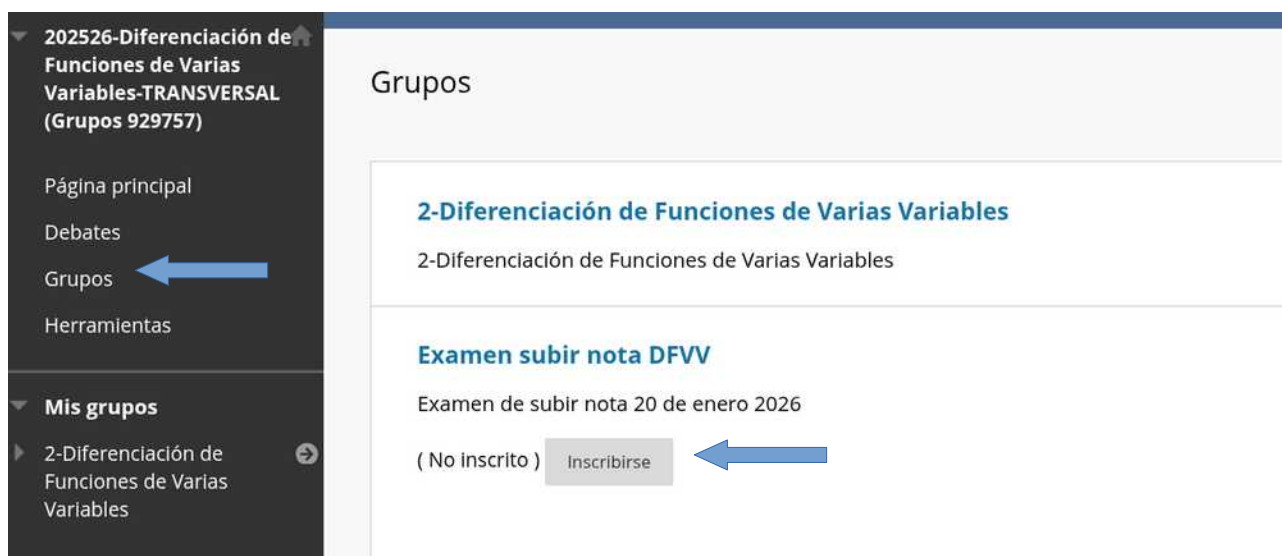 202526-Diferenciación de
Funciones de Varias
Variables-TRANSVERSAL
(Grupos 929757)
Página principal
Debates
Grupos
Herramientas
Mis grupos
2-Diferenciación de
Funciones de Varias
Variables
Grupos
2-Diferenciación de Funciones de Varias Variables
2-Diferenciación de Funciones de Varias Variables
Examen subir nota DFVV
Examen de subir nota 20 de enero 2026
( No inscrito ) Inscribirse